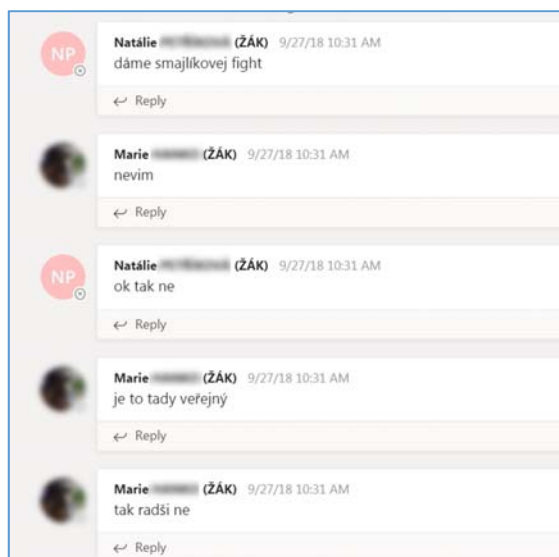 NP
Natálie (ŽÁK) 9/27/18 10:31 AM
dáme smajlíkovej fight
Reply
Marie (ŽÁK) 9/27/18 10:31 AM
nevim
Reply
NP
Natálie (ŽÁK) 9/27/18 10:31 AM
ok tak ne
Reply
Marie (ŽÁK) 9/27/18 10:31 AM
je to tady veřejný
Reply
Marie (ŽÁK) 9/27/18 10:31 AM
tak radši ne
Reply